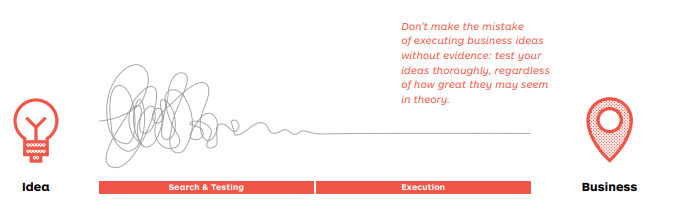 Don't make the mistake
of executing business ideas
without evidence: test your
ideas thoroughly, regardless
of how great they may seem
in theory.
Idea
Search & Testing
Execution
Business